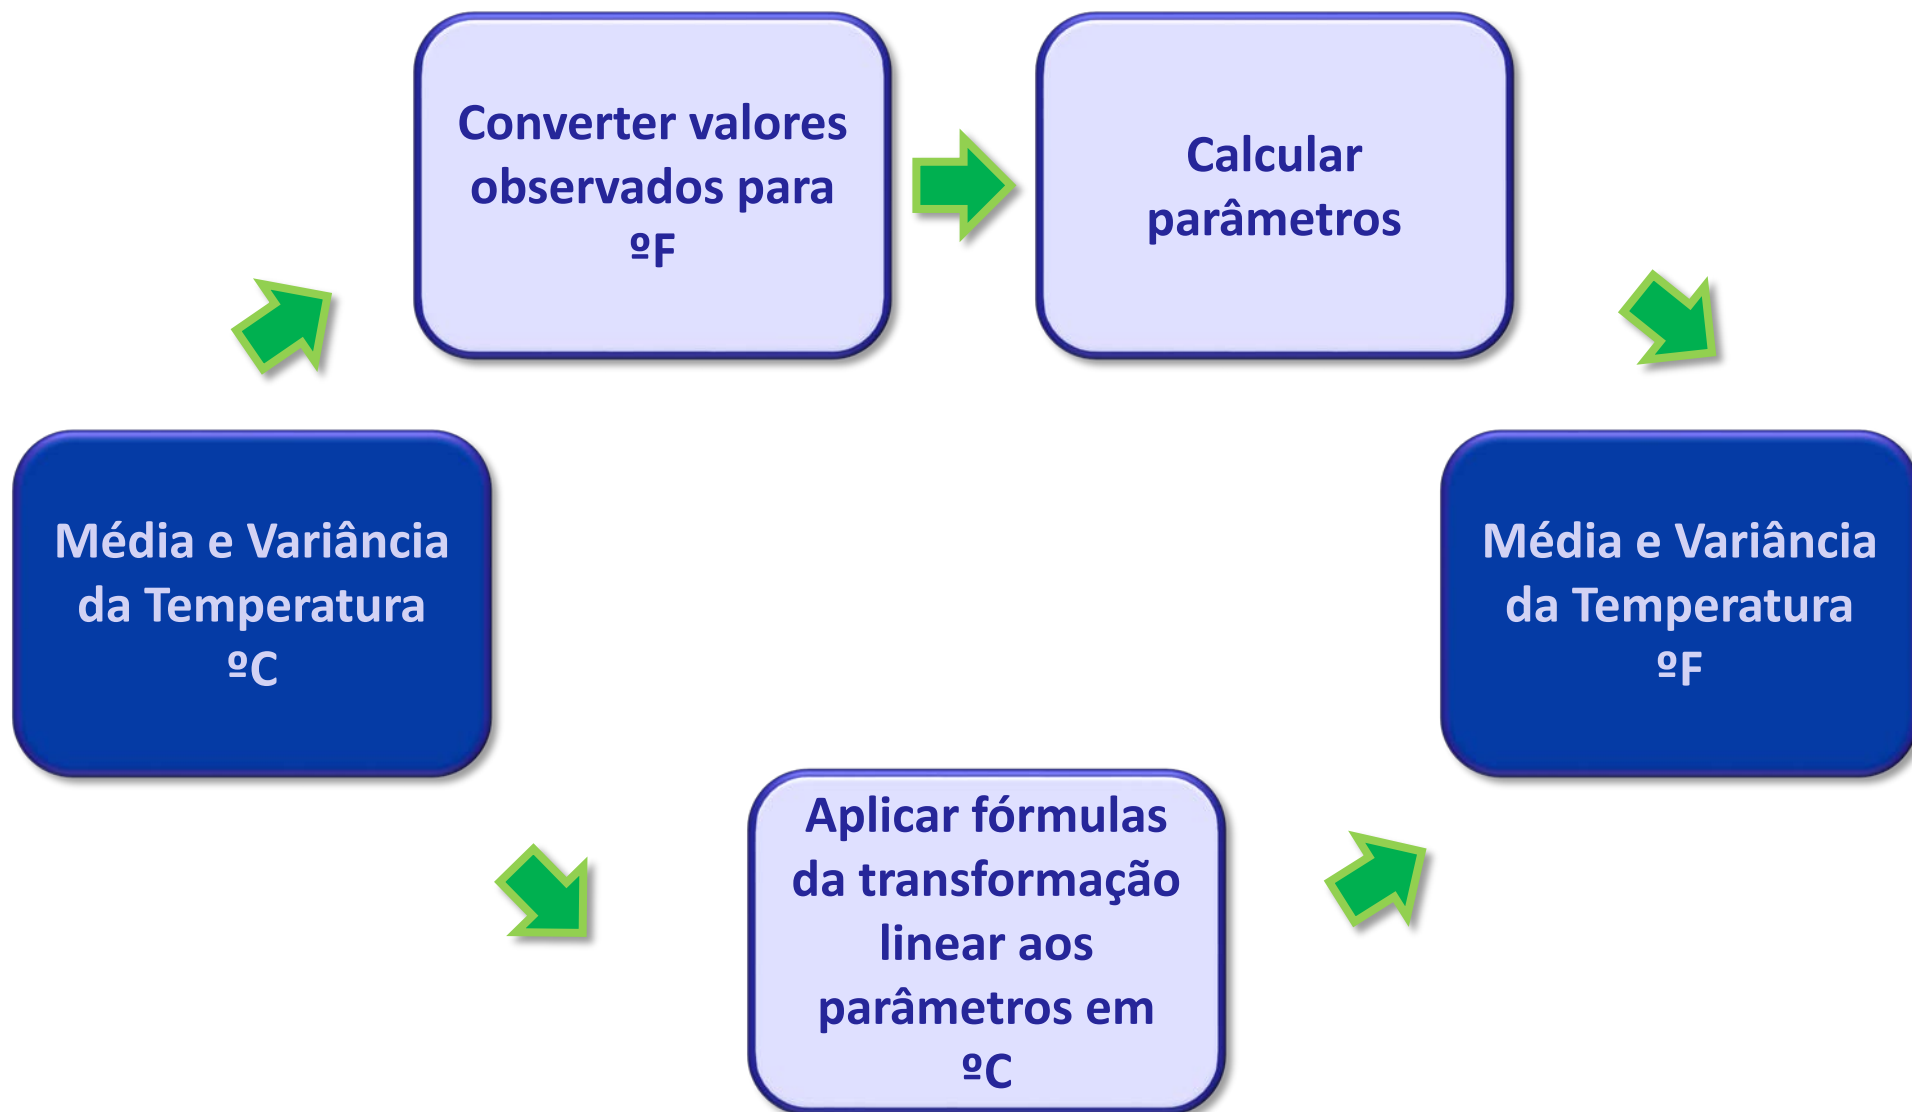 Converter valores
observados para
ºF
Calcular
parâmetros
Média e Variância
da Temperatura
ºC
Média e Variância
da Temperatura
ºF
Aplicar fórmulas
da transformação
linear aos
parâmetros em
ºC